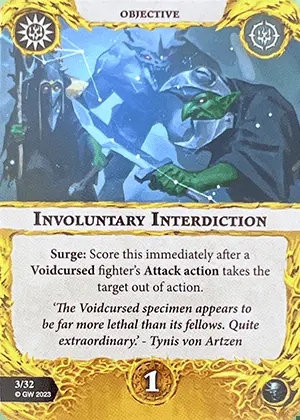 OBJECTIVE
INVOLUNTARY INTERDICTION
Surge: Score this immediately after a
Voidcursed fighter's Attack action takes the
target out of action.
'The Voidcursed specimen appears to
be far more lethal than its fellows. Quite
extraordinary.' - Tynis von Artzen
3/32
© GW 2023
1